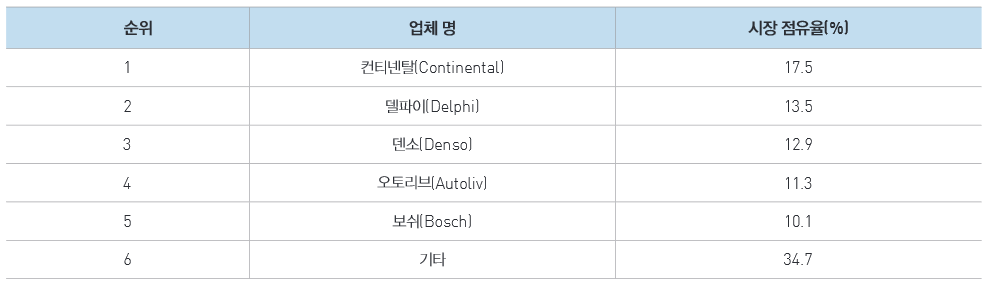 순위 업체 명 시장 점유율(%)
1 컨티넨탈(Continental) 17.5
2 델파이(Delphi) 13.5
3 덴소(Denso) 12.9
4 오토리브(Autoliv) 11.3
5 보쉬(Bosch) 10.1
6 기타 34.7